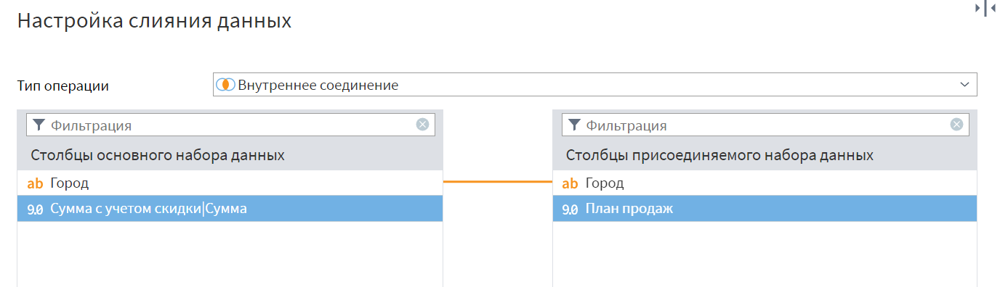 Настройка слияния данных
Тип операции
Внутреннее соединение
Фильтрация
Столбцы основного набора данных
ab Город
9.0 Сумма с учетом скидки|Сумма
Фильтрация
Столбцы присоединяемого набора данных
ab Город
9.0 План продаж